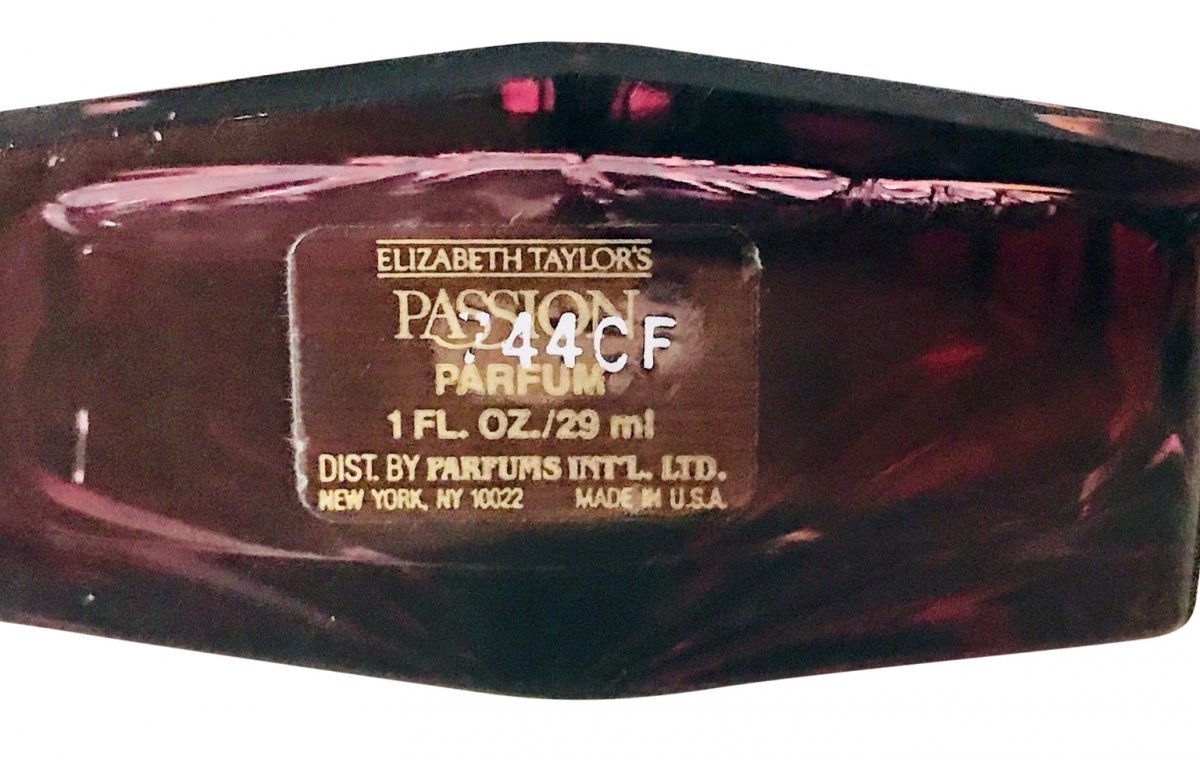 ELIZABETH TAYLOR'S
PASSION
44CF
PARFUM
1 FL. OZ./29 ml
DIST. BY PARFUMS INT'L. LTD.
NEW YORK, NY 10022 MADE IN U.S.A.